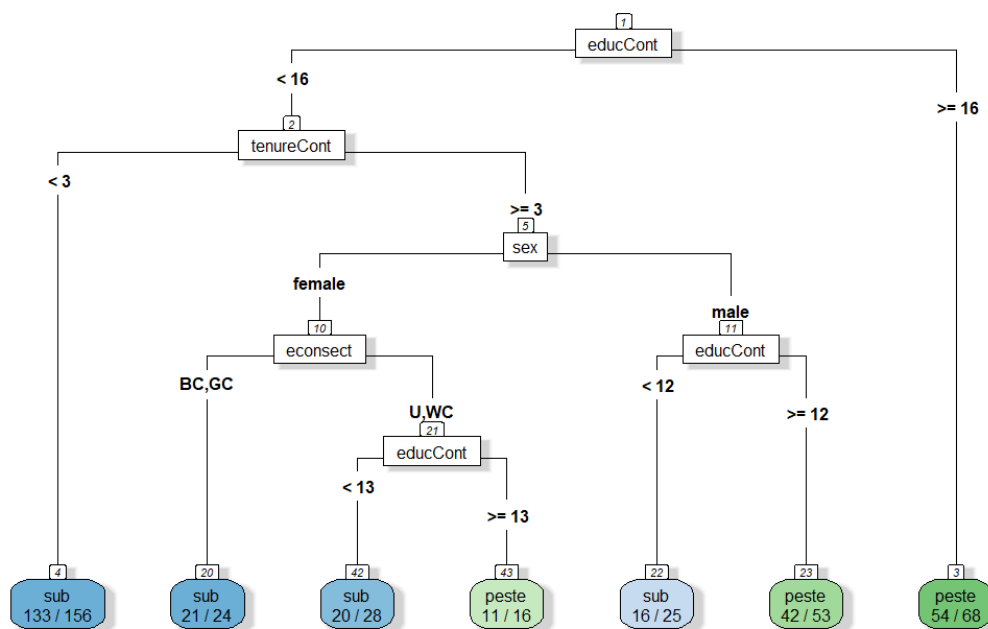 1
educCont
< 16
>= 16
2
tenureCont
< 3
>= 3
5
sex
female
male
10
econsect
11
educCont
BC,GC
U,WC
< 12
>= 12
21
educCont
< 13
>= 13
4
sub
133 / 156
20
sub
21 / 24
42
sub
20 / 28
43
peste
11 / 16
22
sub
16 / 25
23
peste
42 / 53
3
peste
54 / 68